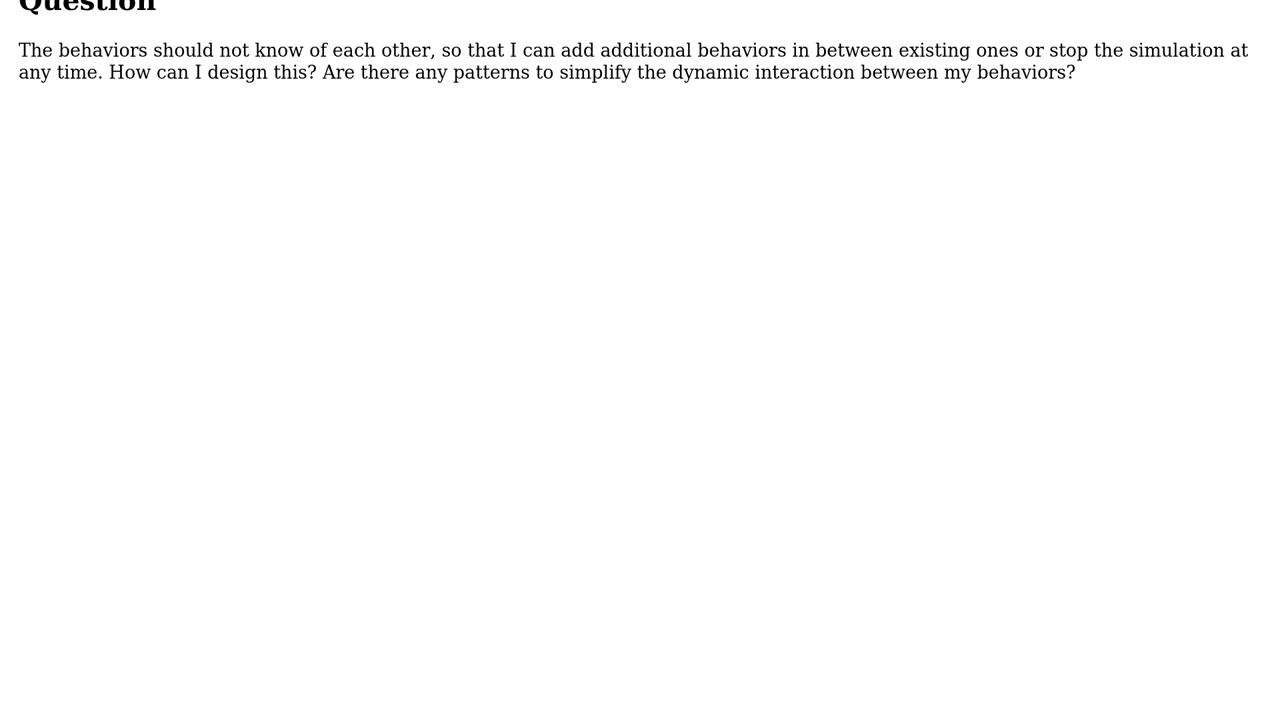 Question
The behaviors should not know of each other, so that I can add additional behaviors in between existing ones or stop the simulation at
any time. How can I design this? Are there any patterns to simplify the dynamic interaction between my behaviors?